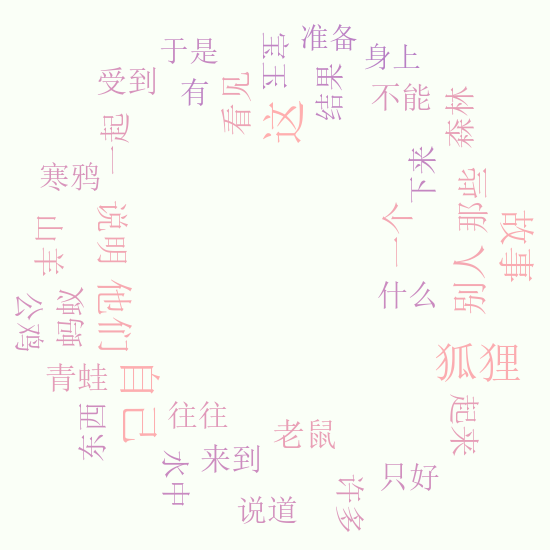 于是
王宙
准备
身上
受到
有
看见
结果
不能
这
森林
一起
下来
寒鸦
那些
说明
一个
故事
山羊
别人
什么
公鸡
蚂蚁
他们
狐狸
青蛙
自己
起来
东西
往往
老鼠
水中
来到
只好
说道
许多